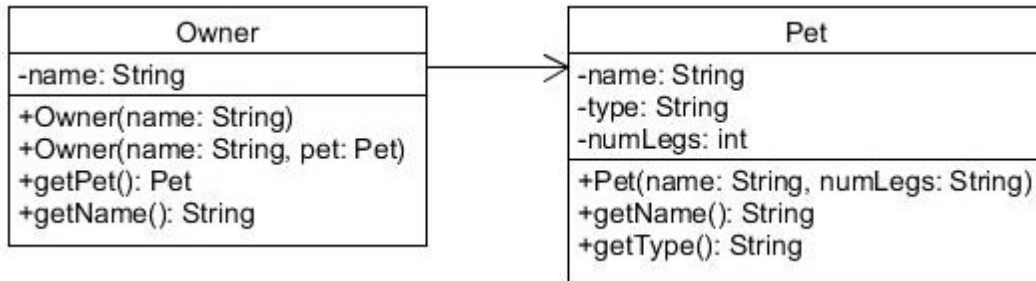 Owner
-name: String
+Owner(name: String)
+Owner(name: String, pet: Pet)
+getPet(): Pet
+getName(): String
Pet
-name: String
-type: String
-numLegs: int
+Pet(name: String, numLegs: String)
+getName(): String
+getType(): String